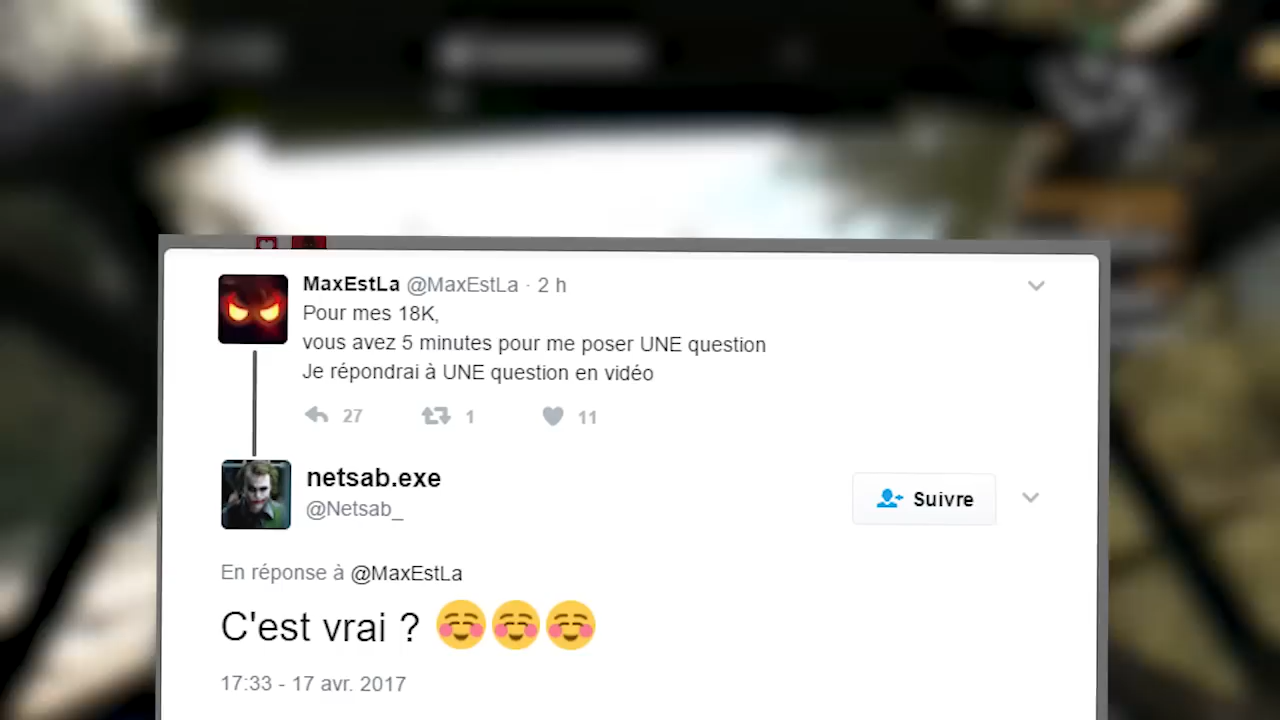 MaxEstLa @MaxEstLa · 2 h
Pour mes 18K,
vous avez 5 minutes pour me poser UNE question
Je répondrai à UNE question en vidéo
27 1 11
netsab.exe
@Netsab_
Suivre
En réponse à @MaxEstLa
C'est vrai ? ☺️☺️☺️
17:33 - 17 avr. 2017